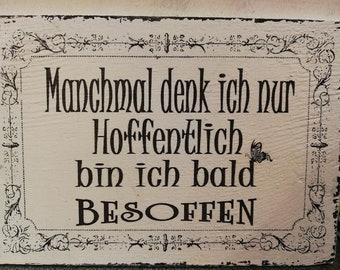 Manchmal denk ich nur
Hoffentlich
bin ich bald
BESOFFEN